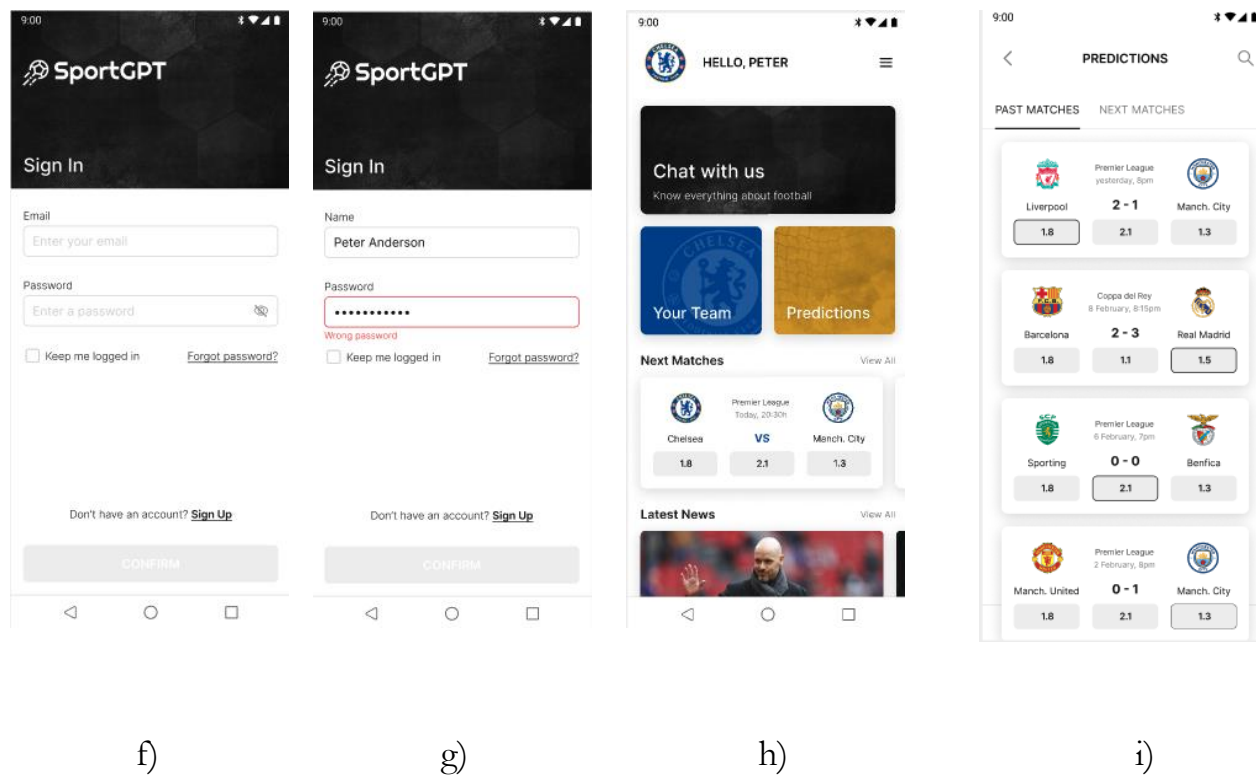 9:00
SportGPT
Sign In
Email
Enter your email
Password
Enter a password
Keep me logged in Forgot password?
Don't have an account? Sign Up
CONFIRM
9:00
SportGPT
Sign In
Name
Peter Anderson
Password
•••••••••••
Wrong password
Keep me logged in Forgot password?
Don't have an account? Sign Up
CONFIRM
9:00
HELLO, PETER
Chat with us
Know everything about football
CHELSEA
Your Team
Predictions
Next Matches View All
Premier League
Today, 20:30h
Chelsea VS Manch. City
1.8 2.1 1.3
Latest News View All
9:00
PREDICTIONS
PAST MATCHES NEXT MATCHES
Premier League
yesterday, 8pm
Liverpool 2 - 1 Manch. City
1.8 2.1 1.3
Coppa del Rey
8 February, 8:15pm
Barcelona 2 - 3 Real Madrid
1.8 1.1 1.5
Premier League
6 February, 7pm
Sporting 0 - 0 Benfica
1.8 2.1 1.3
Premier League
2 February, 8pm
Manch. United 0 - 1 Manch. City
1.8 2.1 1.3
f) g) h) i)